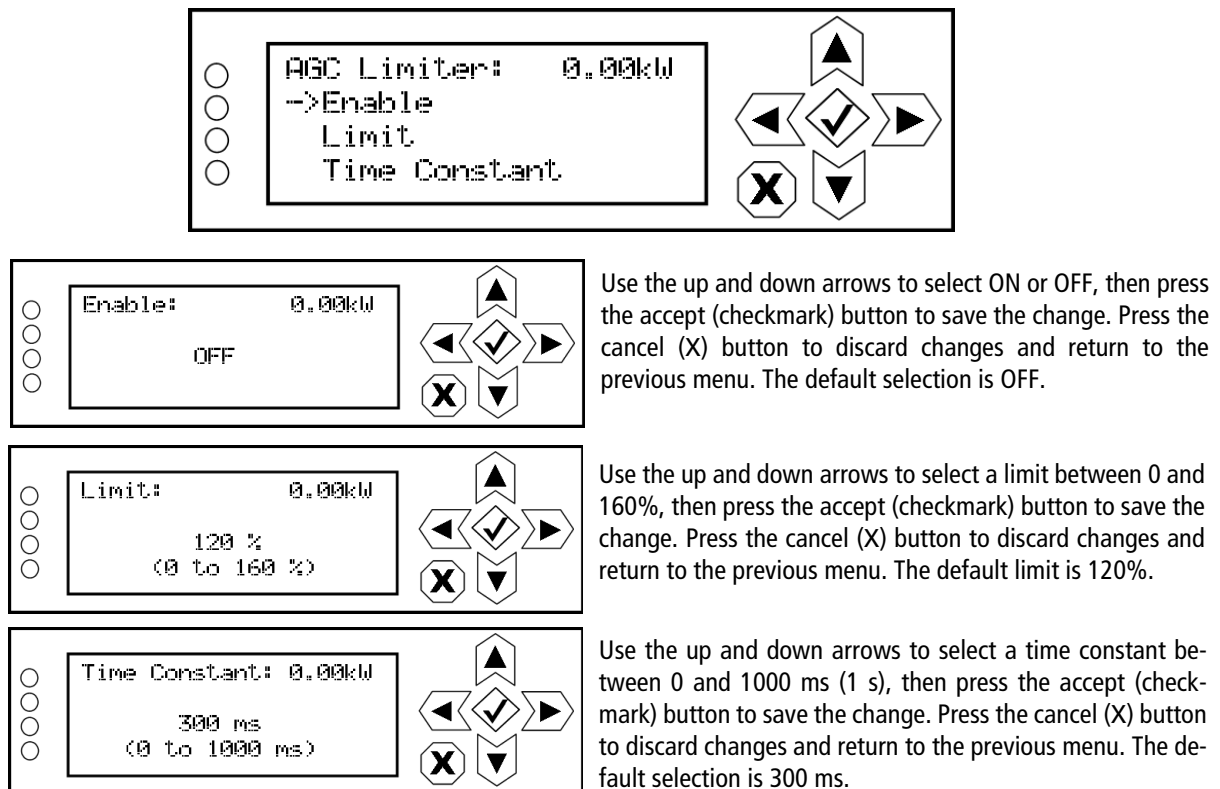 AGC Limiter: 0.00kW
->Enable
Limit
Time Constant
X
Enable: 0.00kW
OFF
X
Use the up and down arrows to select ON or OFF, then press
the accept (checkmark) button to save the change. Press the
cancel (X) button to discard changes and return to the
previous menu. The default selection is OFF.
Limit: 0.00kW
120 %
(0 to 160 %)
X
Use the up and down arrows to select a limit between 0 and
160%, then press the accept (checkmark) button to save the
change. Press the cancel (X) button to discard changes and
return to the previous menu. The default limit is 120%.
Time Constant: 0.00kW
300 ms
(0 to 1000 ms)
X
Use the up and down arrows to select a time constant be-
tween 0 and 1000 ms (1 s), then press the accept (check-
mark) button to save the change. Press the cancel (X) button
to discard changes and return to the previous menu. The de-
fault selection is 300 ms.